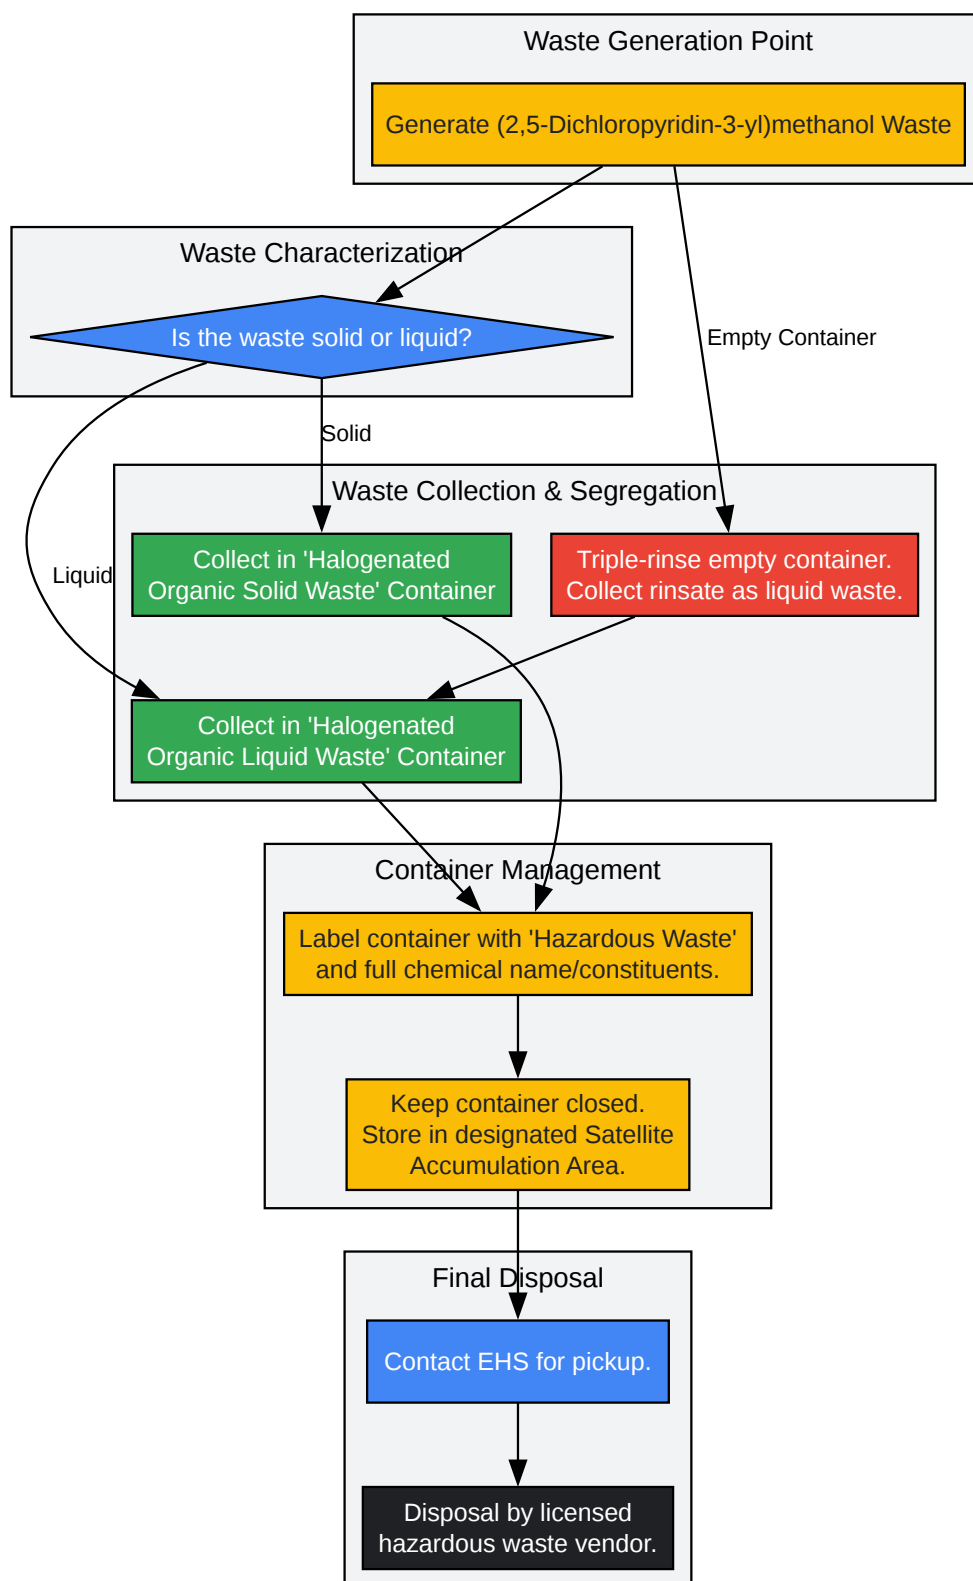 Waste Generation Point
Generate (2,5-Dichloropyridin-3-yl)methanol Waste
Waste Characterization
Is the waste solid or liquid?
Empty Container
Solid
Waste Collection & Segregation
Collect in 'Halogenated
Organic Solid Waste' Container
Triple-rinse empty container.
Collect rinsate as liquid waste.
Liquid
Collect in 'Halogenated
Organic Liquid Waste' Container
Container Management
Label container with 'Hazardous Waste'
and full chemical name/constituents.
Keep container closed.
Store in designated Satellite
Accumulation Area.
Final Disposal
Contact EHS for pickup.
Disposal by licensed
hazardous waste vendor.